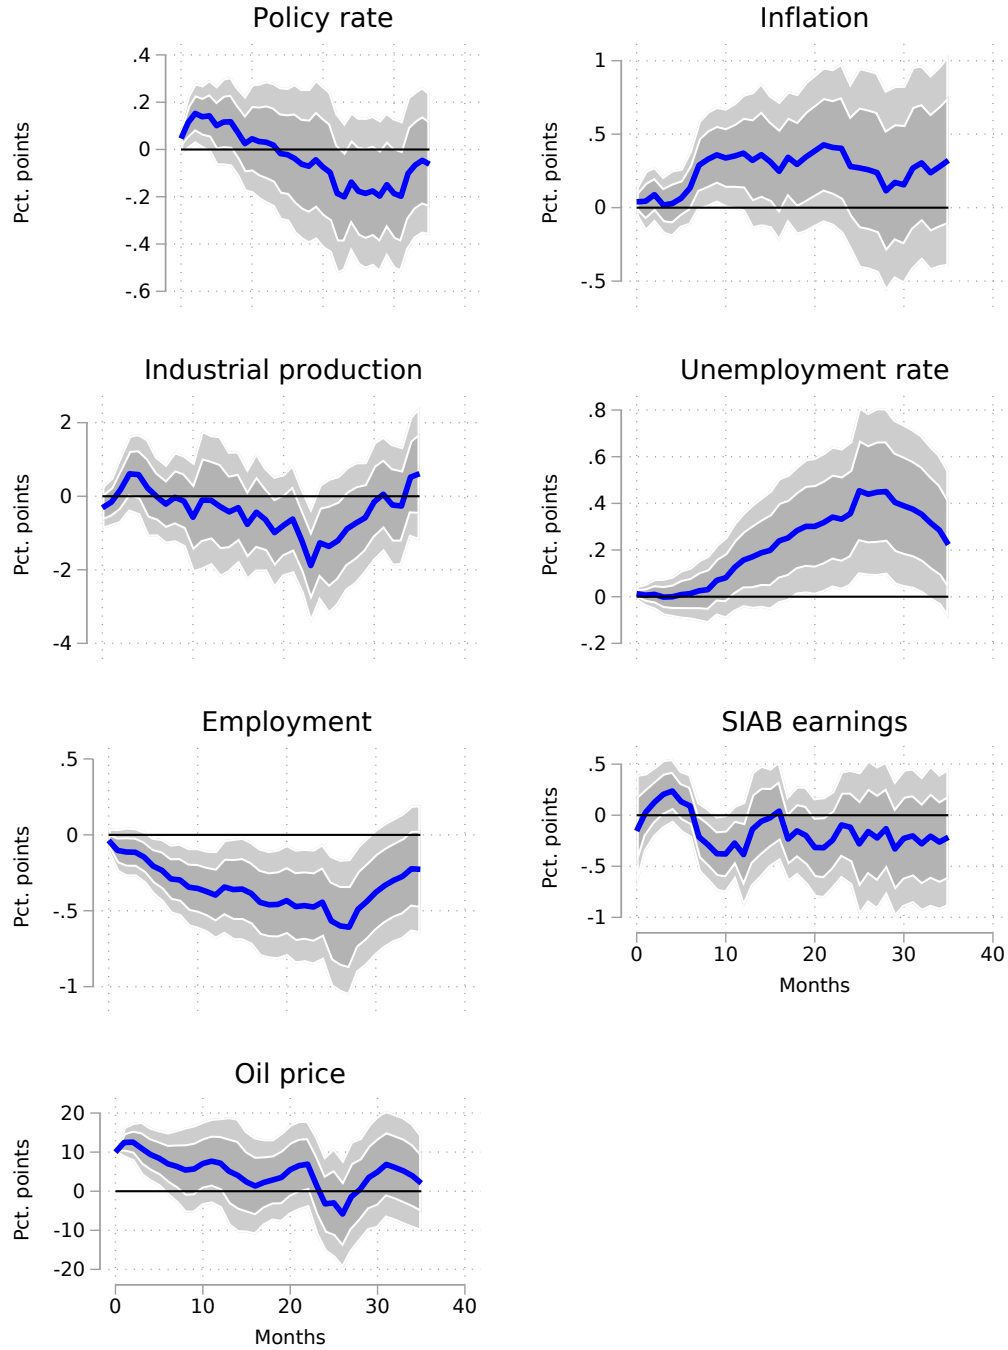 Policy rate
Pct. points
.4
.2
0
-.2
-.4
-.6
Inflation
Pct. points
1
.5
0
-.5
Industrial production
Pct. points
2
0
-2
-4
Unemployment rate
Pct. points
.8
.6
.4
.2
0
-.2
Employment
Pct. points
.5
0
-.5
-1
SIAB earnings
Pct. points
.5
0
-.5
-1
0 10 20 30 40
Months
Oil price
Pct. points
20
10
0
-10
-20
0 10 20 30 40
Months